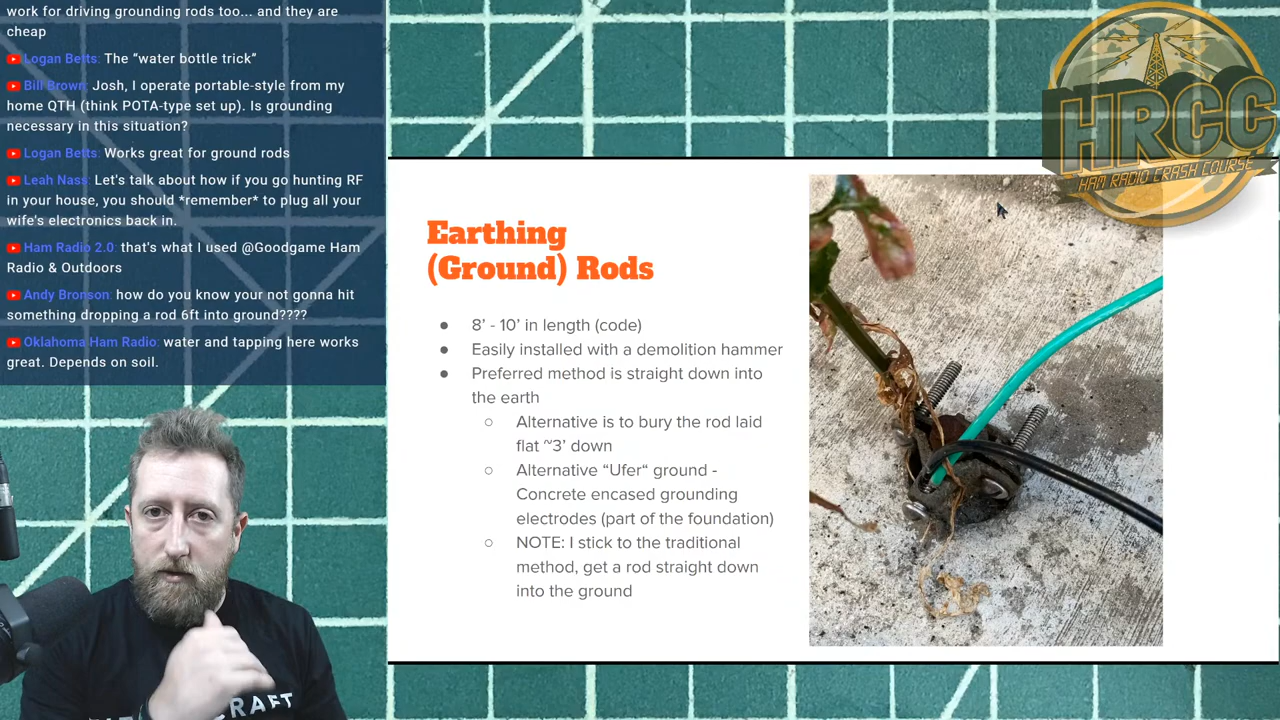 work for driving grounding rods too... and they are
cheap
Logan Betts: The “water bottle trick“
Bill Brown: Josh, I operate portable-style from my
home QTH (think POTA-type set up). Is grounding
necessary in this situation?
Logan Betts: Works great for ground rods
Leah Nass: Let's talk about how if you go hunting RF
in your house, you should *remember* to plug all your
wife's electronics back in.
Ham Radio 2.0: that's what I used @Goodgame Ham
Radio & Outdoors
Andy Bronson: how do you know your not gonna hit
something dropping a rod 6ft into ground????
Oklahoma Ham Radio: water and tapping here works
great. Depends on soil.
HRCC
HAM RADIO CRASH COURSE
Earthing
(Ground) Rods
● 8’ - 10’ in length (code)
● Easily installed with a demolition hammer
● Preferred method is straight down into
the earth
○ Alternative is to bury the rod laid
flat ~3’ down
○ Alternative “Ufer“ ground -
Concrete encased grounding
electrodes (part of the foundation)
○ NOTE: I stick to the traditional
method, get a rod straight down
into the ground